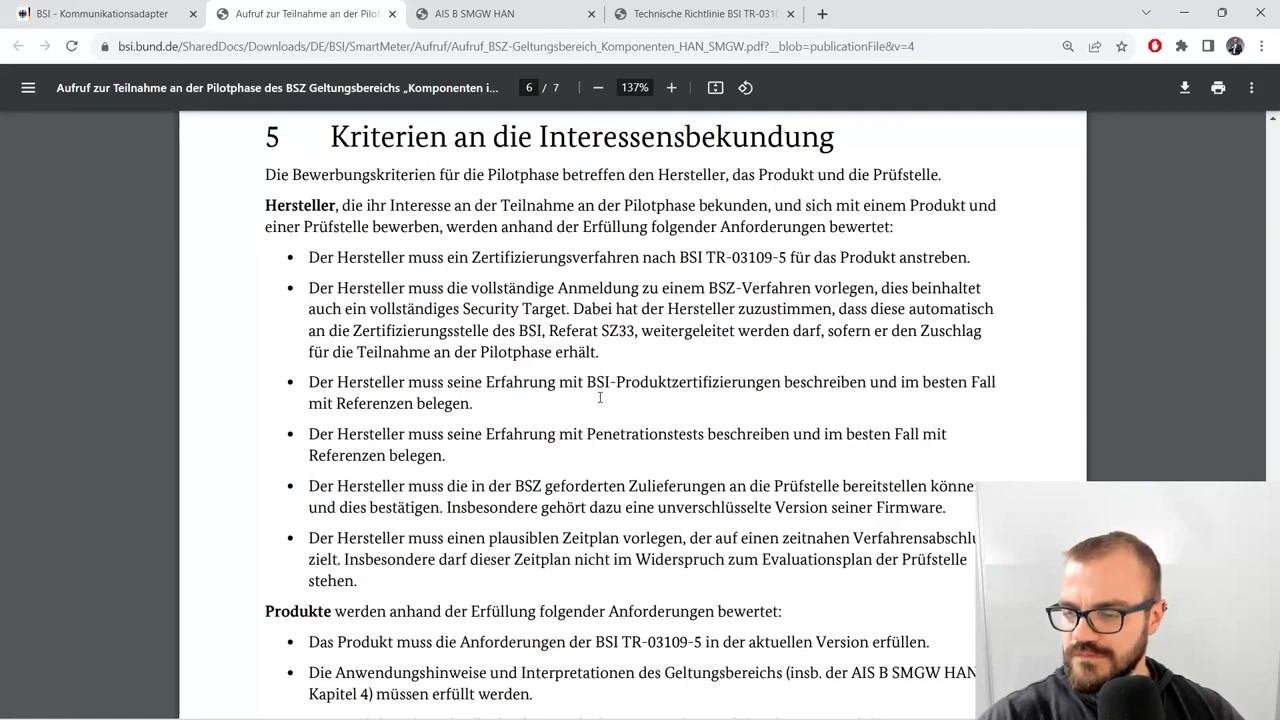 BSI - Kommunikationsadapter
Aufruf zur Teilnahme an der Pilot
AIS B SMGW HAN
Technische Richtlinie BSI TR-0310
bsi.bund.de/SharedDocs/Downloads/DE/BSI/SmartMeter/Aufruf/Aufruf_BSZ-Geltungsbereich_Komponenten_HAN_SMGW.pdf?__blob=publicationFile&v=4
Aufruf zur Teilnahme an der Pilotphase des BSZ Geltungsbereichs „Komponenten i...
6 / 7
137%
5 Kriterien an die Interessensbekundung
Die Bewerbungskriterien für die Pilotphase betreffen den Hersteller, das Produkt und die Prüfstelle.
Hersteller, die ihr Interesse an der Teilnahme an der Pilotphase bekunden, und sich mit einem Produkt und
einer Prüfstelle bewerben, werden anhand der Erfüllung folgender Anforderungen bewertet:
• Der Hersteller muss ein Zertifizierungsverfahren nach BSI TR-03109-5 für das Produkt anstreben.
• Der Hersteller muss die vollständige Anmeldung zu einem BSZ-Verfahren vorlegen, dies beinhaltet
auch ein vollständiges Security Target. Dabei hat der Hersteller zuzustimmen, dass diese automatisch
an die Zertifizierungsstelle des BSI, Referat SZ33, weitergeleitet werden darf, sofern er den Zuschlag
für die Teilnahme an der Pilotphase erhält.
• Der Hersteller muss seine Erfahrung mit BSI-Produktzertifizierungen beschreiben und im besten Fall
mit Referenzen belegen.
• Der Hersteller muss seine Erfahrung mit Penetrationstests beschreiben und im besten Fall mit
Referenzen belegen.
• Der Hersteller muss die in der BSZ geforderten Zulieferungen an die Prüfstelle bereitstellen könne
und dies bestätigen. Insbesondere gehört dazu eine unverschlüsselte Version seiner Firmware.
• Der Hersteller muss einen plausiblen Zeitplan vorlegen, der auf einen zeitnahen Verfahrensabschlu
zielt. Insbesondere darf dieser Zeitplan nicht im Widerspruch zum Evaluationsplan der Prüfstelle
stehen.
Produkte werden anhand der Erfüllung folgender Anforderungen bewertet:
• Das Produkt muss die Anforderungen der BSI TR-03109-5 in der aktuellen Version erfüllen.
• Die Anwendungshinweise und Interpretationen des Geltungsbereichs (insb. der AIS B SMGW HAN
Kapitel 4) müssen erfüllt werden.